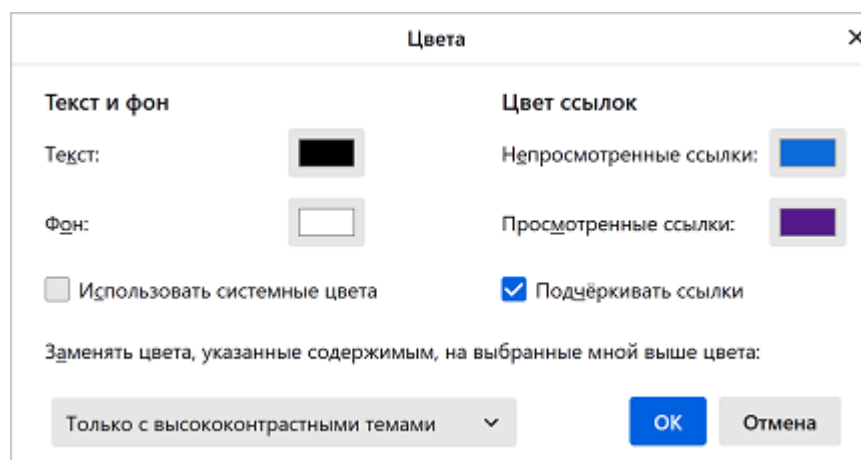 Цвета
Текст и фон
Цвет ссылок
Текст:
Непросмотренные ссылки:
Фон:
Просмотренные ссылки:
Использовать системные цвета
Подчёркивать ссылки
Заменять цвета, указанные содержимым, на выбранные мной выше цвета:
Только с высококонтрастными темами
ОК
Отмена